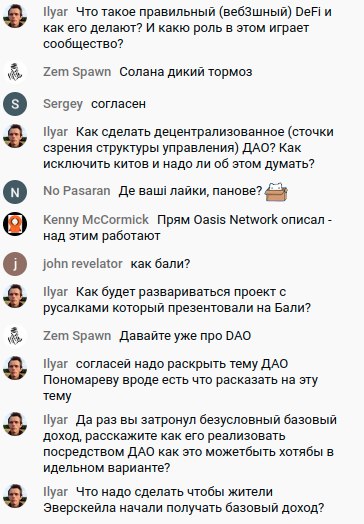 Ilyar Что такое правильный (веб3шный) DeFi и
как его делают? И какю роль в этом играет
сообщество?
Zem Spawn Солана дикий тормоз
Sergey согласен
Ilyar Как сделать децентрализованное (сточки
сзрения структуры управления) ДАО? Как
исключить китов и надо ли об этом думать?
No Pasaran Де ваші лайки, панове?
Kenny McCormick Прям Oasis Network описал -
над этим работают
john revelator как бали?
Ilyar Как будет развариваться проект с
русалками который презентовали на Бали?
Zem Spawn Давайте уже про DAO
Ilyar согласей надо раскрыть тему ДАО
Пономареву вроде есть что расказать на эту
тему
Ilyar Да раз вы затронул безусловный базовый
доход, расскажите как его реализовать
посредством ДАО как это можетбыть хотябы в
идельном варианте?
Ilyar Что надо сделать чтобы жители
Эверскейла начали получать базовый доход?